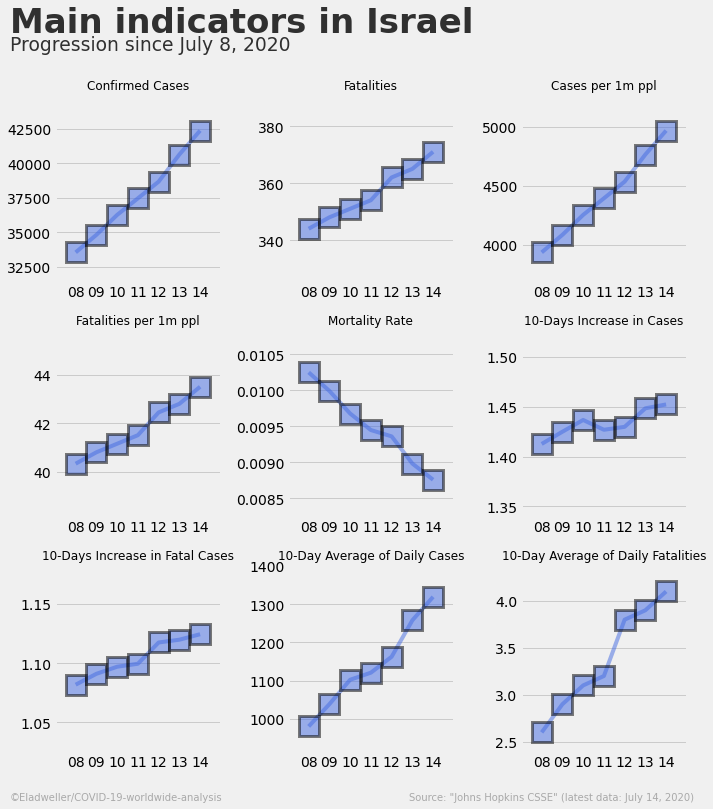 Main indicators in Israel
Progression since July 8, 2020
Confirmed Cases
42500
40000
37500
35000
32500
08 09 10 11 12 13 14
Fatalities
380
360
340
08 09 10 11 12 13 14
Cases per 1m ppl
5000
4500
4000
08 09 10 11 12 13 14
Fatalities per 1m ppl
44
42
40
08 09 10 11 12 13 14
Mortality Rate
0.0105
0.0100
0.0095
0.0090
0.0085
08 09 10 11 12 13 14
10-Days Increase in Cases
1.50
1.45
1.40
1.35
08 09 10 11 12 13 14
10-Days Increase in Fatal Cases
1.15
1.10
1.05
08 09 10 11 12 13 14
10-Day Average of Daily Cases
1400
1300
1200
1100
1000
08 09 10 11 12 13 14
10-Day Average of Daily Fatalities
4.0
3.5
3.0
2.5
08 09 10 11 12 13 14
©Eladweller/COVID-19-worldwide-analysis
Source: "Johns Hopkins CSSE" (latest data: July 14, 2020)